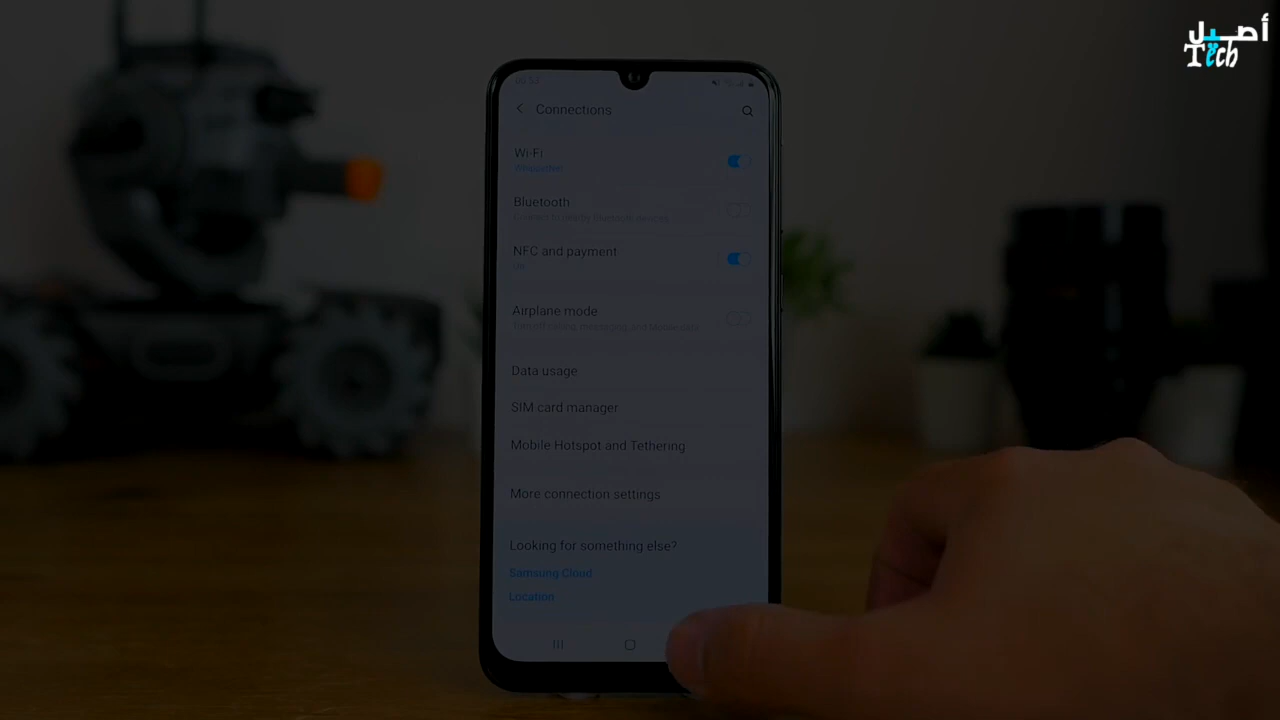 أصيل
Tech
Connections
Wi-Fi
Bluetooth
NFC and payment
On
Airplane mode
Data usage
SIM card manager
Mobile Hotspot and Tethering
More connection settings
Looking for something else?
Samsung Cloud
Location